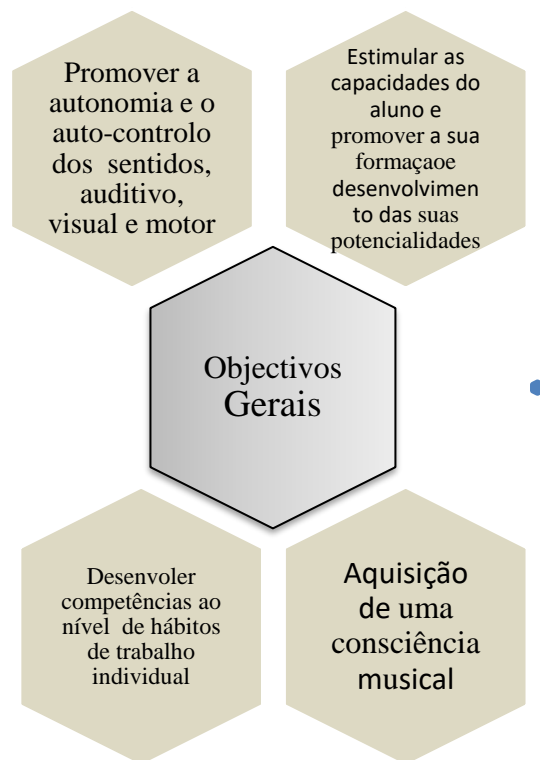 Promover a
autonomia e o
auto-controlo
dos sentidos,
auditivo,
visual e motor
Estimular as
capacidades do
aluno e
promover a sua
formaçaoe
desenvolvimen
to das suas
potencialidades
Objectivos
Gerais
Desenvoler
competências ao
nível de hábitos
de trabalho
individual
Aquisição
de uma
consciência
musical